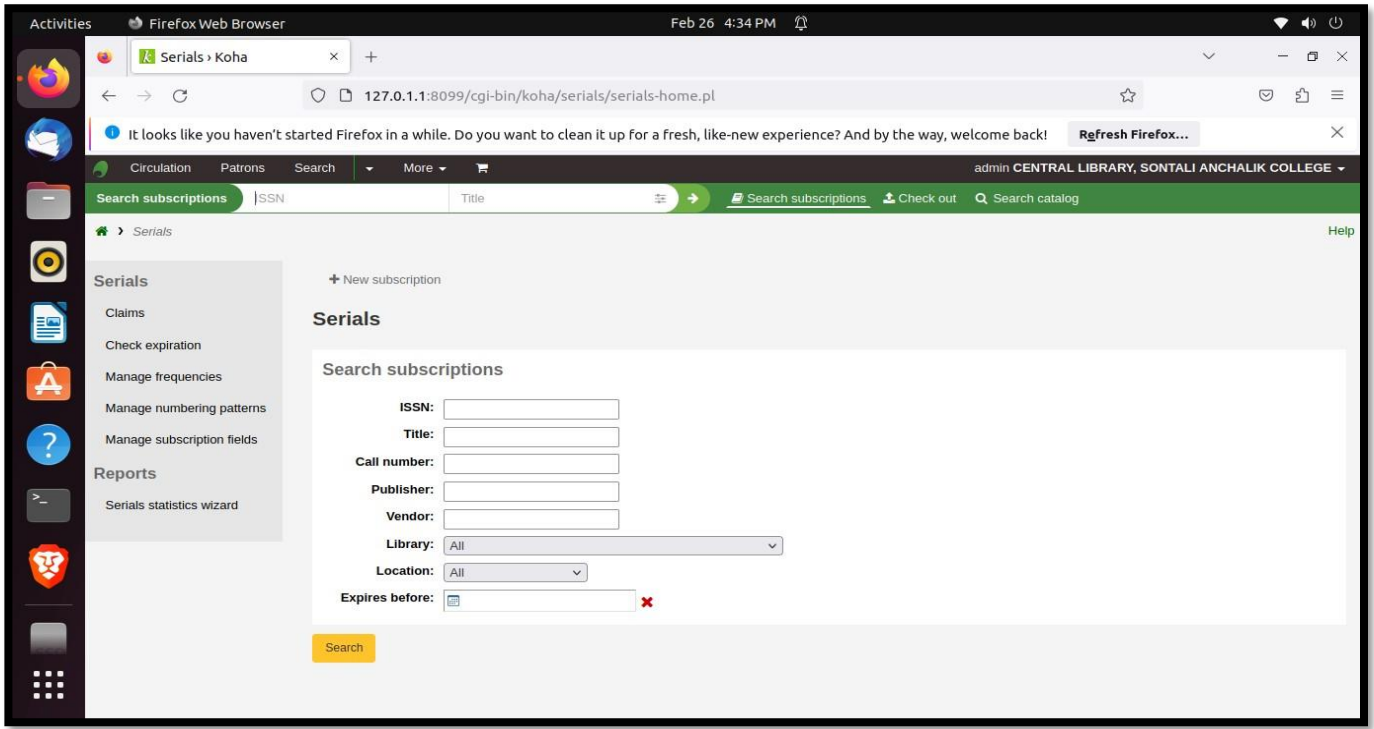 Activities Firefox Web Browser Feb 26 4:34 PM
Serials › Koha
127.0.1.1:8099/cgi-bin/koha/serials/serials-home.pl
It looks like you haven't started Firefox in a while. Do you want to clean it up for a fresh, like-new experience? And by the way, welcome back! Refresh Firefox...
Circulation Patrons Search More admin CENTRAL LIBRARY, SONTALI ANCHALIK COLLEGE
Search subscriptions ISSN Title Search subscriptions Check out Search catalog
Serials Help
Serials
Claims
Check expiration
Manage frequencies
Manage numbering patterns
Manage subscription fields
Reports
Serials statistics wizard
+ New subscription
Serials
Search subscriptions
ISSN:
Title:
Call number:
Publisher:
Vendor:
Library: All
Location: All
Expires before:
Search